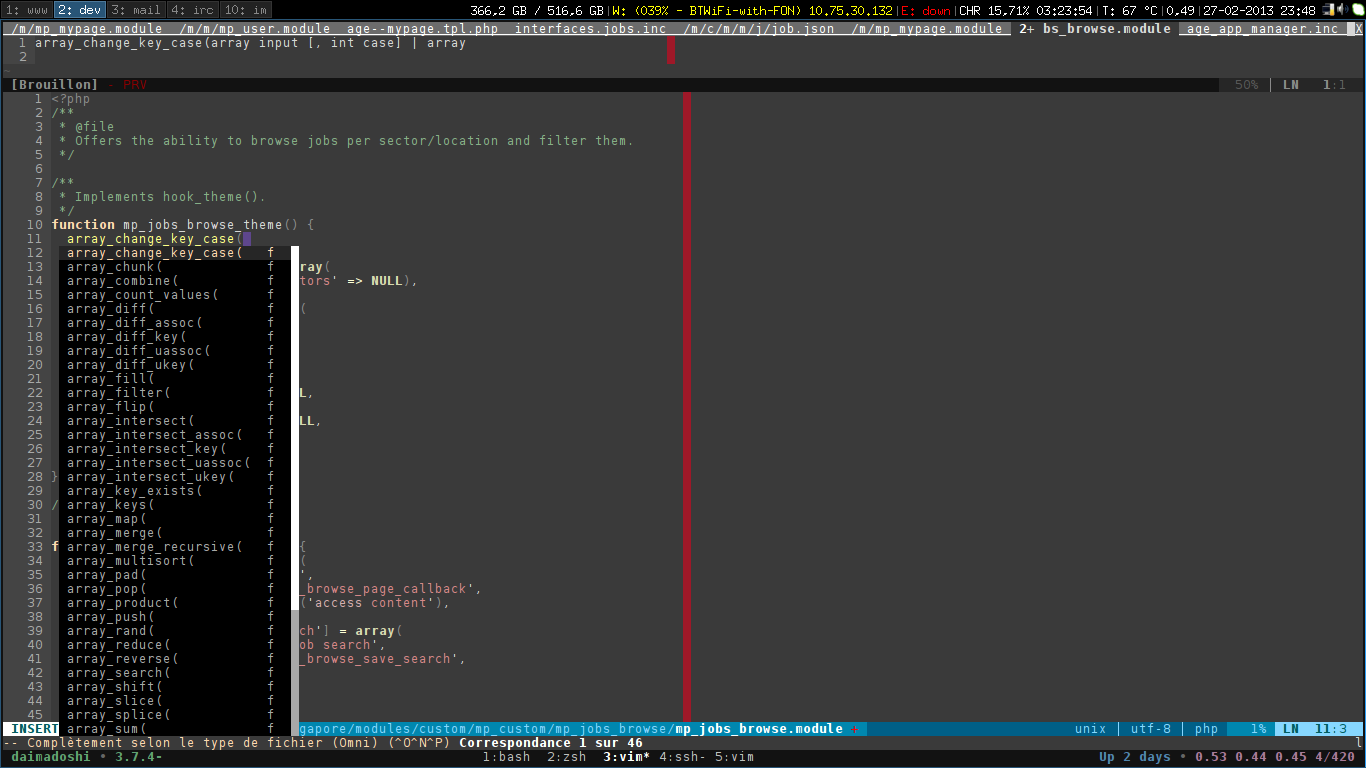 1: www 2: dev 3: mail 4: irc 10: im 366,2 GB / 516,6 GB|W: (039% - BTWiFi-with-FON) 10.75.30.132|E: down|CHR 15,71% 03:23:54|T: 67 °C|0,49|27-02-2013 23:48
/m/mp_mypage.module /m/m/mp_user.module age--mypage.tpl.php interfaces.jobs.inc /m/c/m/m/j/job.json /m/mp_mypage.module 2+ bs_browse.module age_app_manager.inc X
1 array_change_key_case(array input [, int case] | array
2
[Brouillon] - PRV 50% LN 1:1
1 <?php
2 /**
3 * @file
4 * Offers the ability to browse jobs per sector/location and filter them.
5 */
6
7 /**
8 * Implements hook_theme().
9 */
10 function mp_jobs_browse_theme() {
11 array_change_key_case(
12 array_change_key_case( f
13 array_chunk( f ray(
14 array_combine( f tors' => NULL),
15 array_count_values( f
16 array_diff( f (
17 array_diff_assoc( f
18 array_diff_key( f
19 array_diff_uassoc( f
20 array_diff_ukey( f
21 array_fill( f
22 array_filter( f L,
23 array_flip( f
24 array_intersect( f LL,
25 array_intersect_assoc( f
26 array_intersect_key( f
27 array_intersect_uassoc( f
28 } array_intersect_ukey( f
29 array_key_exists( f
30 / array_keys( f
31 array_map( f
32 array_merge( f
33 f array_merge_recursive( f {
34 array_multisort( f (
35 array_pad( f ',
36 array_pop( f _browse_page_callback',
37 array_product( f ('access content'),
38 array_push( f
39 array_rand( f ch'] = array(
40 array_reduce( f ob search',
41 array_reverse( f _browse_save_search',
42 array_search( f
43 array_shift( f
44 array_slice( f
45 array_splice( f
INSERT array_sum( f gapore/modules/custom/mp_custom/mp_jobs_browse/mp_jobs_browse.module + unix | utf-8 | php 1% LN 11:3
-- Complètement selon le type de fichier (Omni) (^O^N^P) Correspondance 1 sur 46
daimadoshi • 3.7.4- 1:bash 2:zsh 3:vim* 4:ssh- 5:vim Up 2 days • 0.53 0.44 0.45 4/420